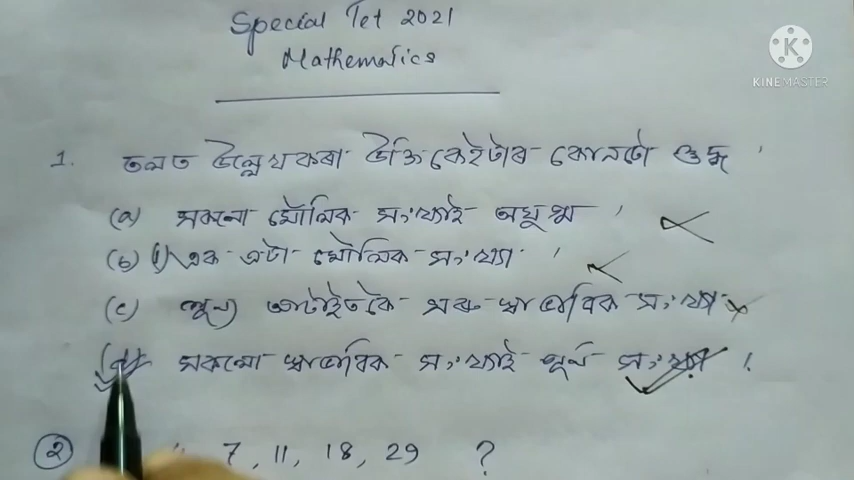 Special Tet 2021
Mathematics
K
KINEMASTER
1. তলত উল্লেখ কৰা উক্তি কেইটাৰ কোনটো শুদ্ধ
(a) সকলো মৌলিক সংখ্যাই অযুগ্ম ।
(b) (1) এক এটা মৌলিক সংখ্যা ।
(c) শূন্য আটাইতকৈ সৰু স্বাভাৱিক সংখ্যা
সকলো স্বাভাৱিক সংখ্যাই পূৰ্ণ সংখ্যা ।
২ 7, 11, 18, 29 ?